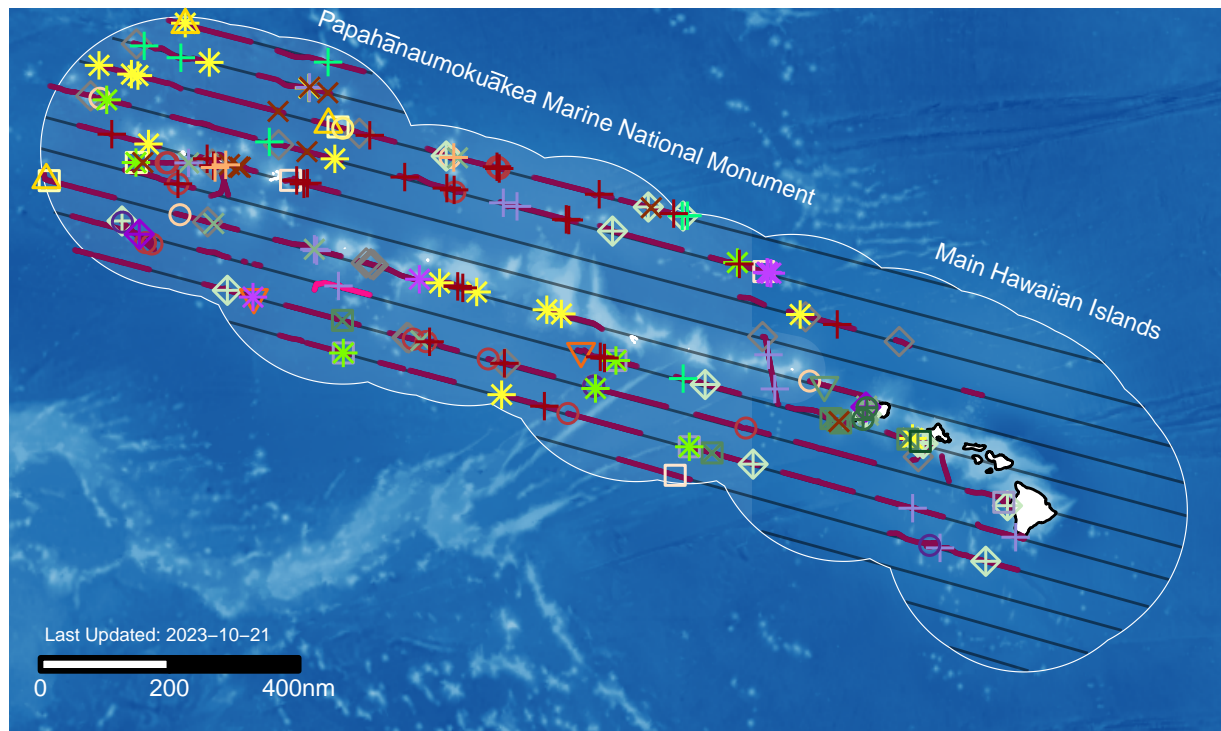 Papahānaumokuākea Marine National Monument
Main Hawaiian Islands
Last Updated: 2023−10−21
0 200 400nm